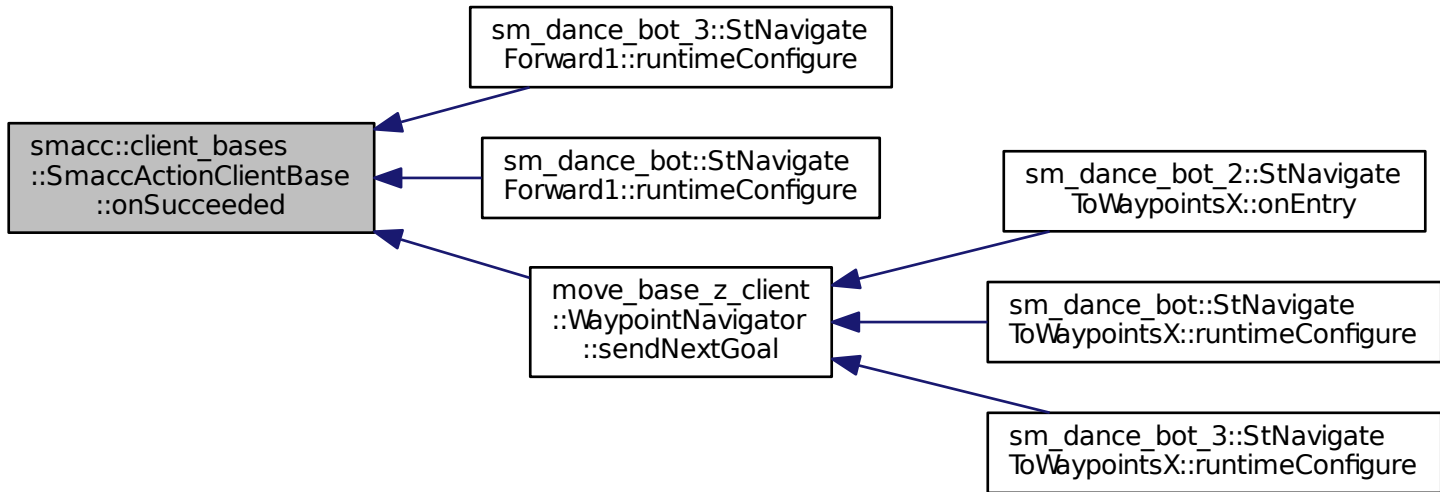 sm_dance_bot_3::StNavigate
Forward1::runtimeConfigure
smacc::client_bases
::SmaccActionClientBase
::onSucceeded
sm_dance_bot::StNavigate
Forward1::runtimeConfigure
move_base_z_client
::WaypointNavigator
::sendNextGoal
sm_dance_bot_2::StNavigate
ToWaypointsX::onEntry
sm_dance_bot::StNavigate
ToWaypointsX::runtimeConfigure
sm_dance_bot_3::StNavigate
ToWaypointsX::runtimeConfigure